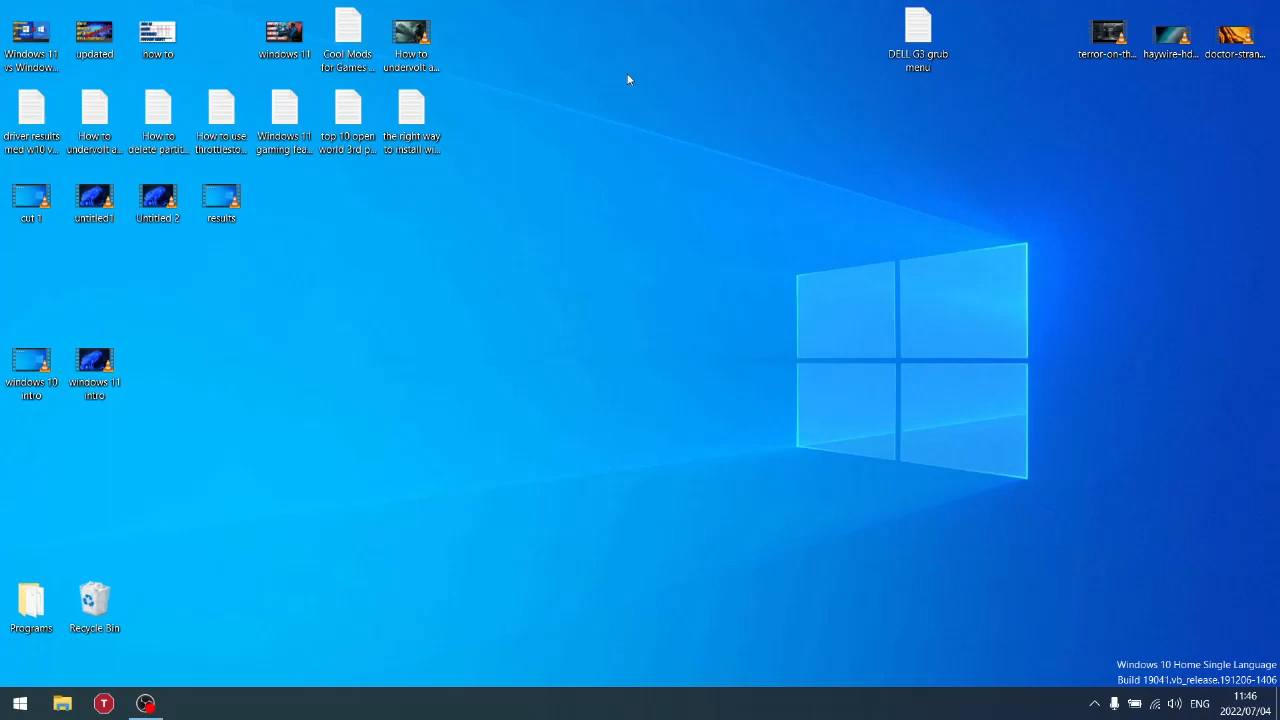 Windows 11
vs Window...
updated
how to
windows 11
Cool Mods
for Games ...
How to
undervolt a...
DELL G3 grub
menu
terror-on-th...
haywire-hd...
doctor-stran...
driver results
med w10 v...
How to
undervolt a...
How to
delete partit...
How to use
throttlesto...
Windows 11
gaming fea...
top 10 open
world 3rd p...
the right way
to install wi...
cut 1
untitled1
Untitled 2
results
windows 10
intro
windows 11
intro
Programs
Recycle Bin
Windows 10 Home Single Language
Build 19041.vb_release.191206-1406
T
ENG
11:46
2022/07/04